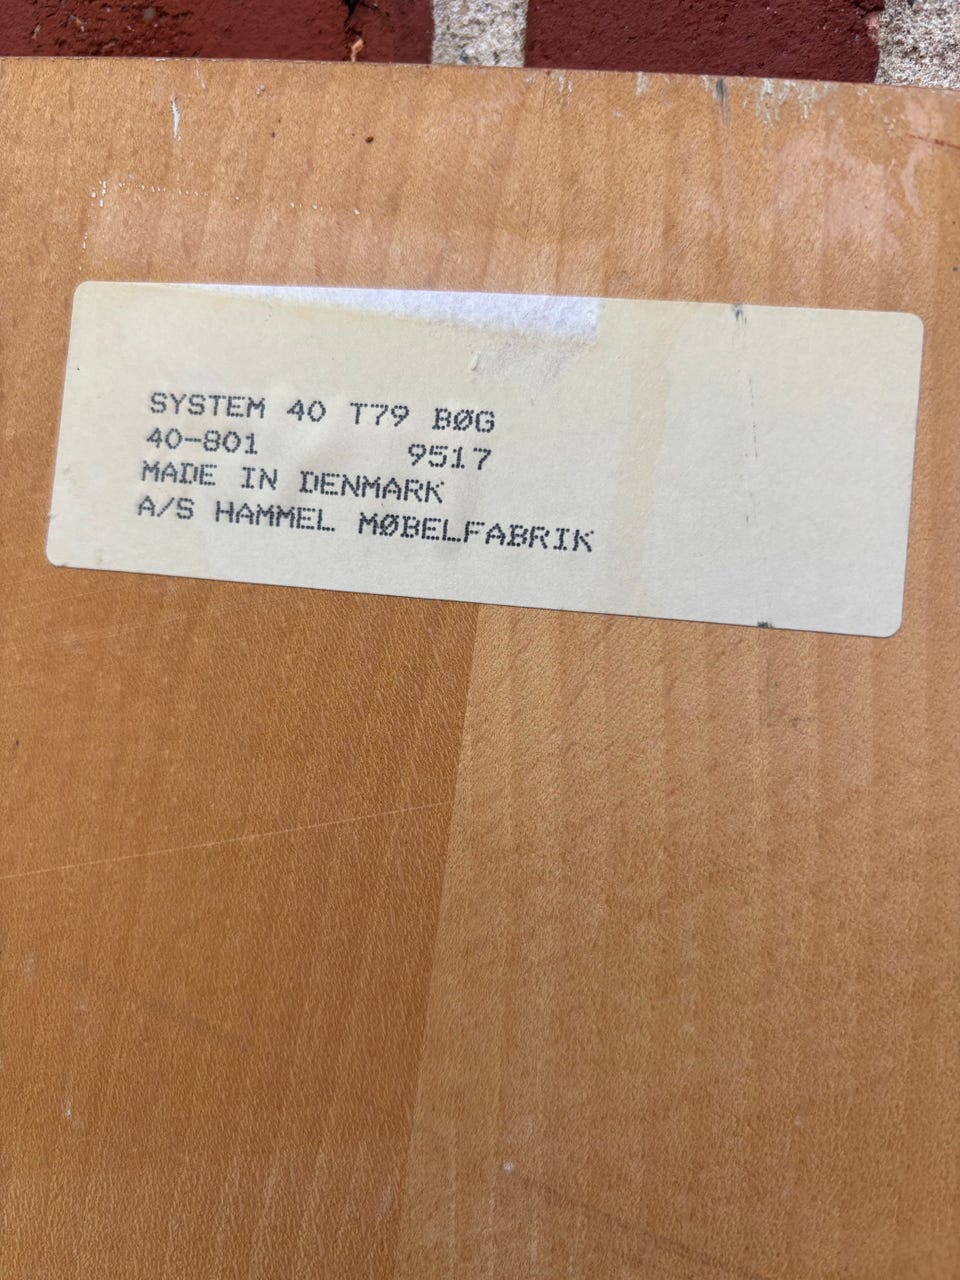 SYSTEM 40 T79 BØG
40-801 9517
MADE IN DENMARK
A/S HAMMEL MØBELFABRIK